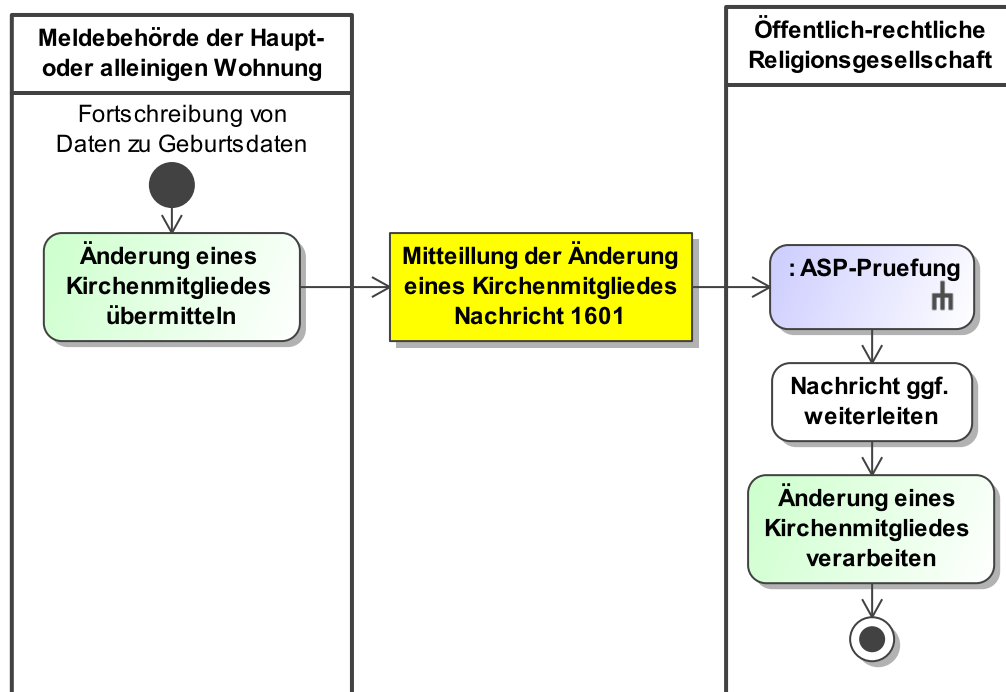 Meldebehörde der Haupt-
oder alleinigen Wohnung
Öffentlich-rechtliche
Religionsgesellschaft
Fortschreibung von
Daten zu Geburtsdaten
Änderung eines
Kirchenmitgliedes
übermitteln
Mitteillung der Änderung
eines Kirchenmitgliedes
Nachricht 1601
: ASP-Pruefung
Nachricht ggf.
weiterleiten
Änderung eines
Kirchenmitgliedes
verarbeiten